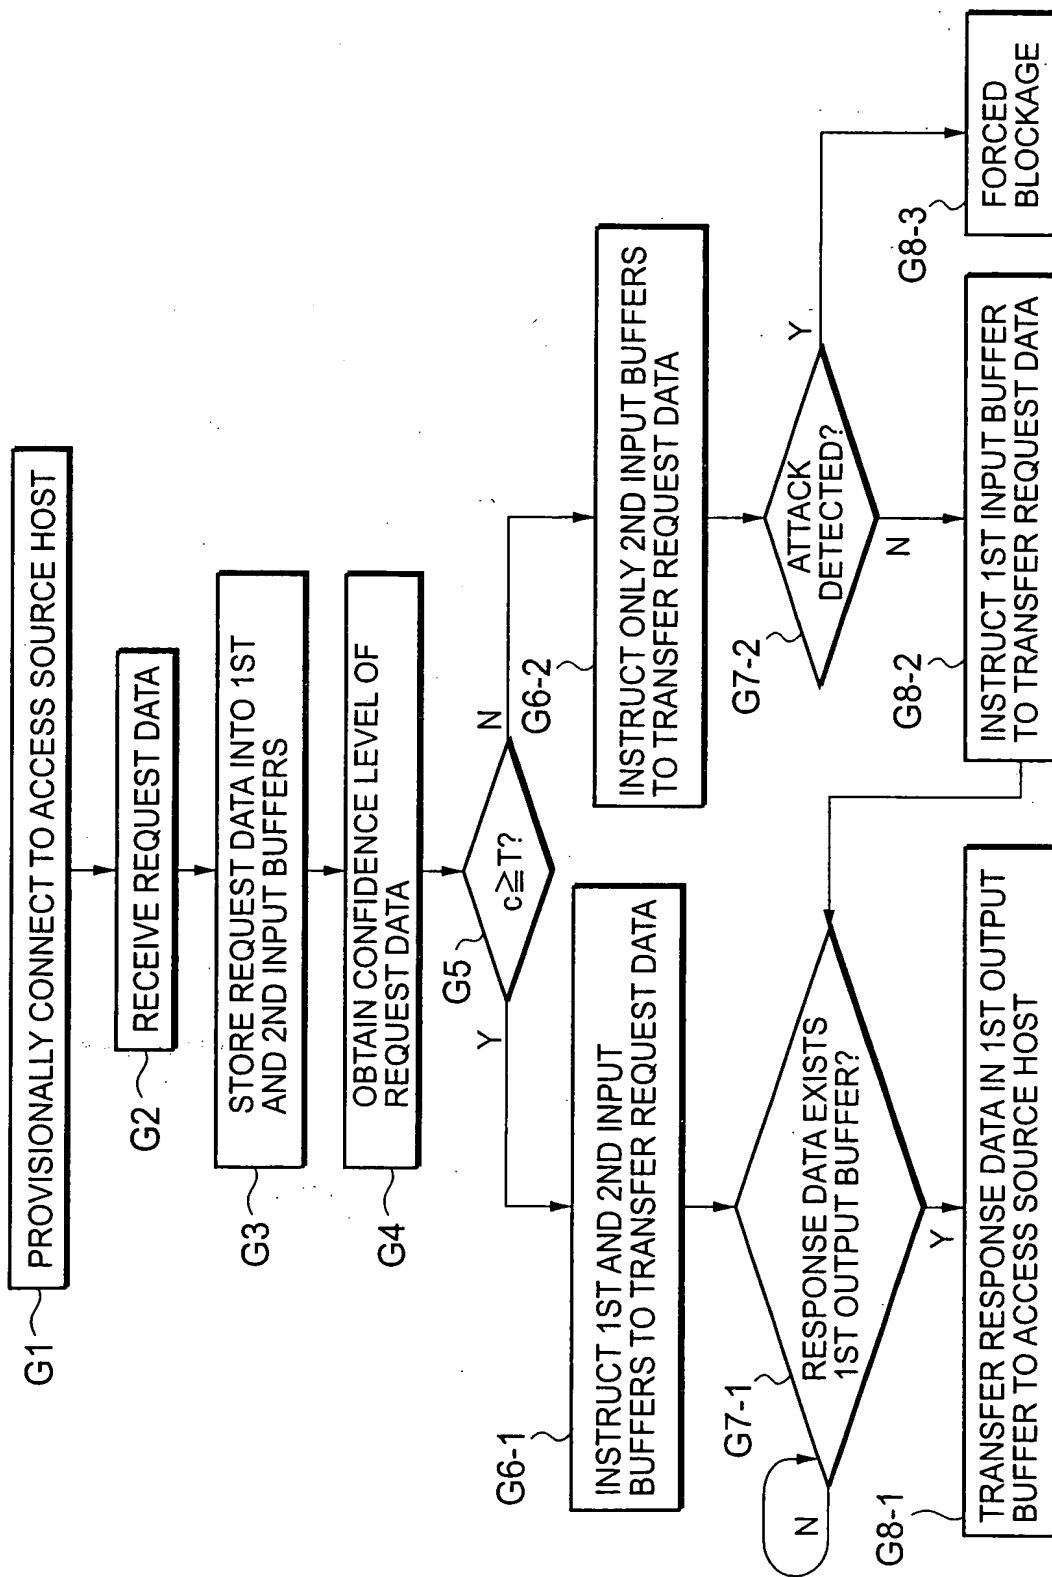 G1
PROVISIONALLY CONNECT TO ACCESS SOURCE HOST
G2
RECEIVE REQUEST DATA
G3
STORE REQUEST DATA INTO 1ST
AND 2ND INPUT BUFFERS
G4
OBTAIN CONFIDENCE LEVEL OF
REQUEST DATA
G5
c≧T?
Y
N
G6-1
INSTRUCT 1ST AND 2ND INPUT
BUFFERS TO TRANSFER REQUEST DATA
G6-2
INSTRUCT ONLY 2ND INPUT BUFFERS
TO TRANSFER REQUEST DATA
G7-1
RESPONSE DATA EXISTS
1ST OUTPUT BUFFER?
N
Y
G7-2
ATTACK
DETECTED?
Y
N
G8-1
TRANSFER RESPONSE DATA IN 1ST OUTPUT
BUFFER TO ACCESS SOURCE HOST
G8-2
INSTRUCT 1ST INPUT BUFFER
TO TRANSFER REQUEST DATA
G8-3
FORCED
BLOCKAGE